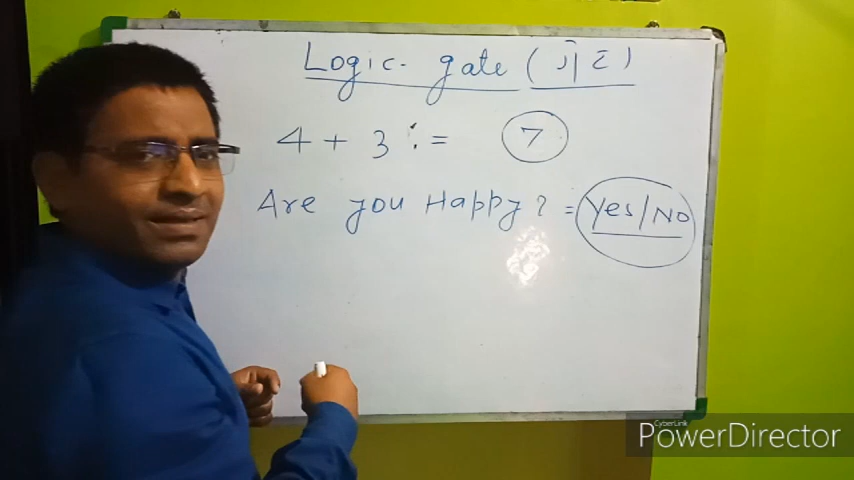 Logic- gate (गेट)
4 + 3 := 7
Are you Happy? = Yes/No
CyberLink
PowerDirector